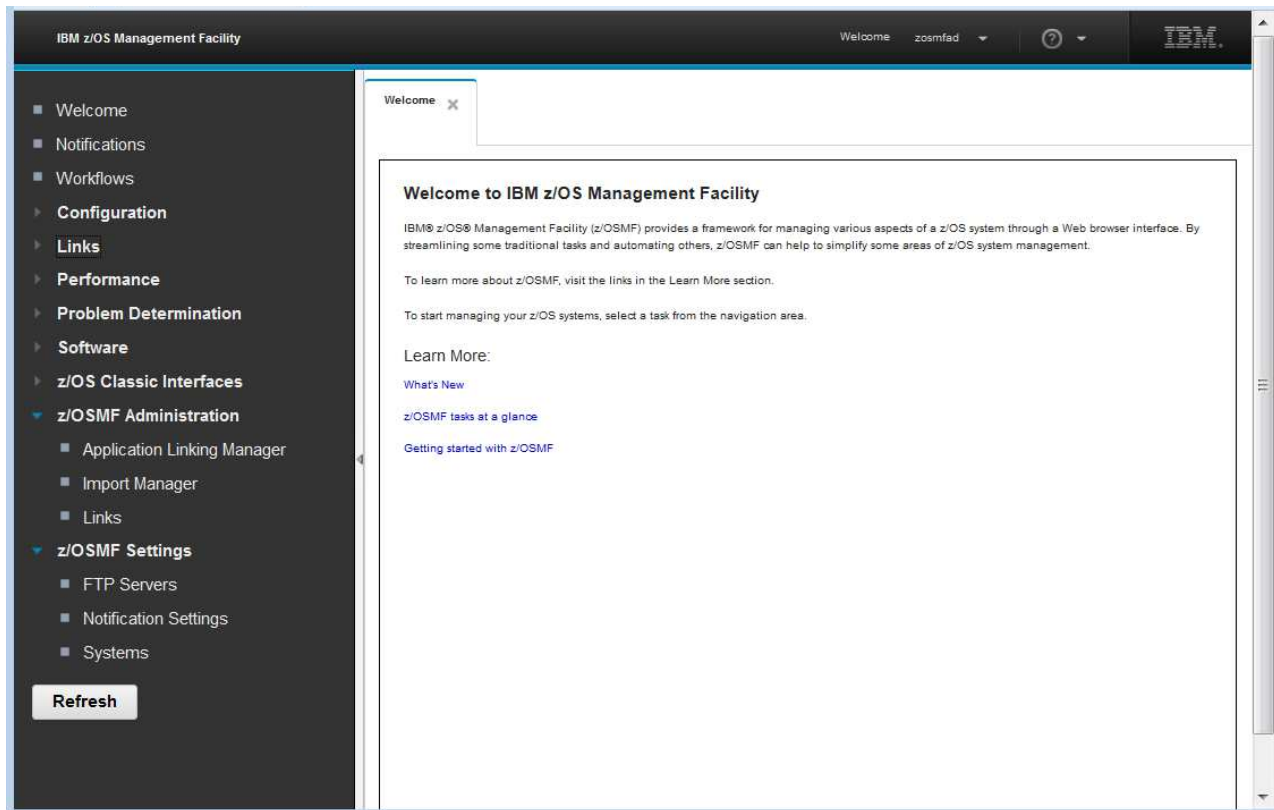 IBM z/OS Management Facility
Welcome zosmfad
IBM.
Welcome
Notifications
Workflows
Configuration
Links
Performance
Problem Determination
Software
z/OS Classic Interfaces
z/OSMF Administration
Application Linking Manager
Import Manager
Links
z/OSMF Settings
FTP Servers
Notification Settings
Systems
Refresh
Welcome
Welcome to IBM z/OS Management Facility
IBM® z/OS® Management Facility (z/OSMF) provides a framework for managing various aspects of a z/OS system through a Web browser interface. By
streamlining some traditional tasks and automating others, z/OSMF can help to simplify some areas of z/OS system management.
To learn more about z/OSMF, visit the links in the Learn More section.
To start managing your z/OS systems, select a task from the navigation area.
Learn More:
What's New
z/OSMF tasks at a glance
Getting started with z/OSMF